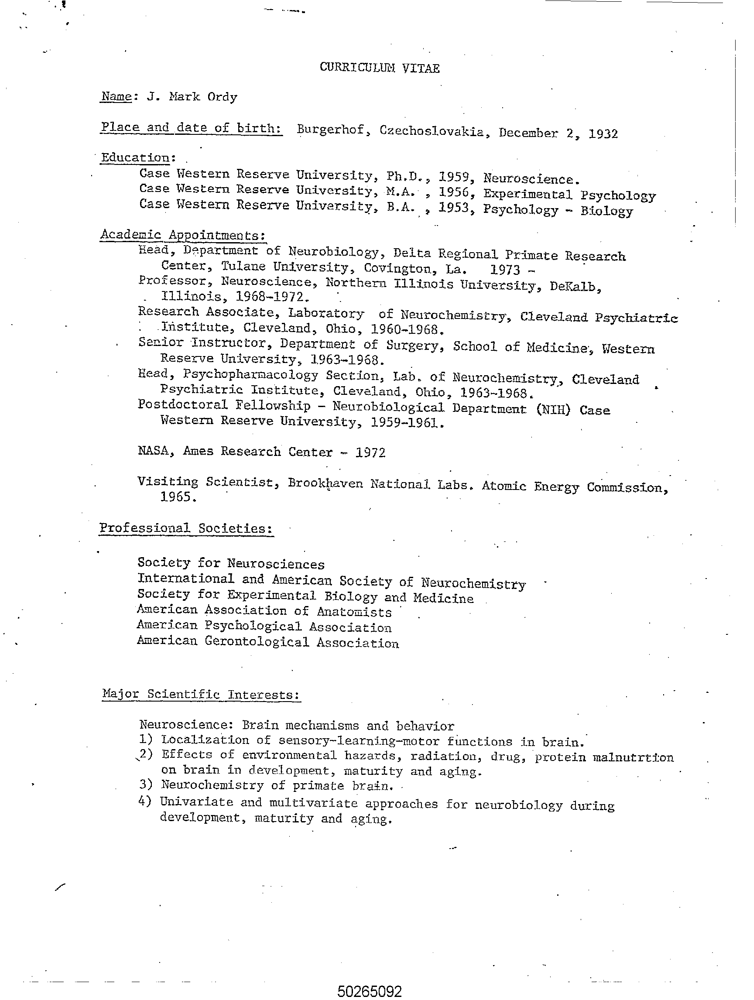 CURRICULUM VITAE
Name: J. Mark Ordy
Place and date of birth: Burgerhof, Czechoslovakia, December 2, 1932
Education:
Case Western Reserve University, Ph.D., 1959, Neuroscience.
Case Western Reserve University, M.A. , 1956, Experimental Psychology
Case Western Reserve University, B.A. , 1953, Psychology - Biology
Academic Appointments:
Head, Department of Neurobiology, Delta Regional Primate Research
Center, Tulane University, Covington, La. 1973 -
Professor, Neuroscience, Northern Illinois University, DeKalb,
Illinois, 1968-1972.
Research Associate, Laboratory of Neurochemistry, Cleveland Psychiatric
Institute, Cleveland, Ohio, 1960-1968.
Senior Instructor, Department of Surgery, School of Medicine, Western
Reserve University, 1963-1968.
Head, Psychopharmacology Section, Lab. of Neurochemistry, Cleveland
Psychiatric Institute, Cleveland, Ohio, 1963-1968.
Postdoctoral Fellowship - Neurobiological Department (NIH) Case
Western Reserve University, 1959-1961.
NASA, Ames Research Center - 1972
Visiting Scientist, Brookhaven National Labs. Atomic Energy Commission,
1965.
Professional Societies:
Society for Neurosciences
International and American Society of Neurochemistry
Society for Experimental Biology and Medicine
American Association of Anatomists
American Psychological Association
American Gerontological Association
Major Scientific Interests:
Neuroscience: Brain mechanisms and behavior
1) Localization of sensory-learning-motor functions in brain.
2) Effects of environmental hazards, radiation, drug, protein malnutrtion
on brain in development, maturity and aging.
3) Neurochemistry of primate brain.
4) Univariate and multivariate approaches for neurobiology during
development, maturity and aging.
50265092